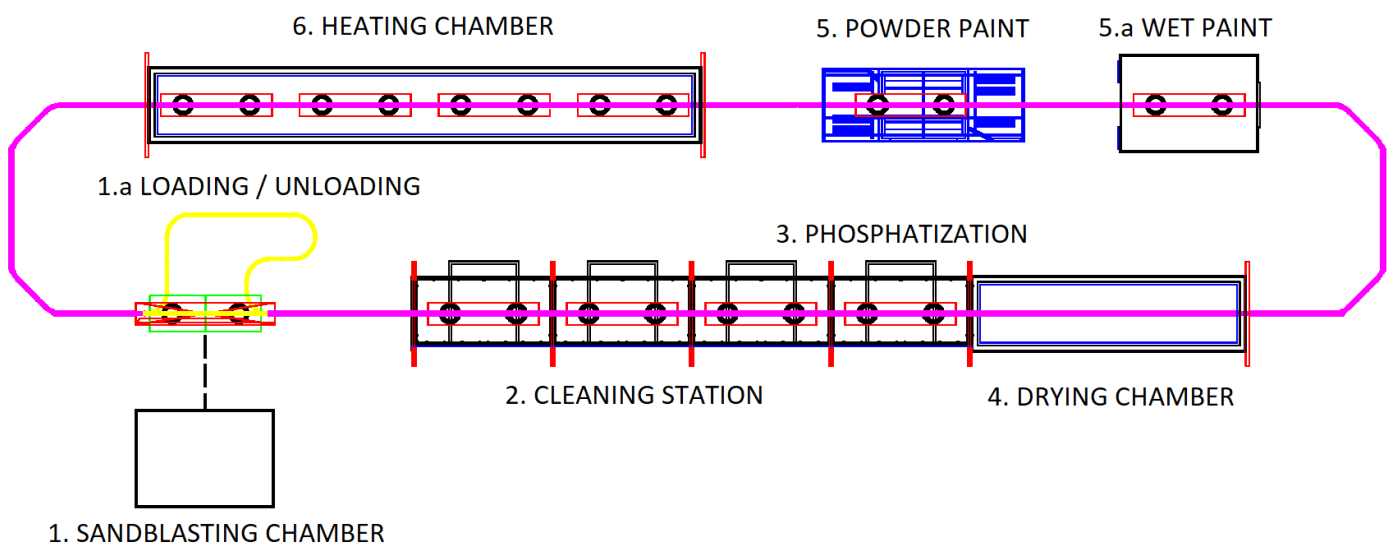 6. HEATING CHAMBER
5. POWDER PAINT
5.a WET PAINT
1.a LOADING / UNLOADING
3. PHOSPHATIZATION
2. CLEANING STATION
4. DRYING CHAMBER
1. SANDBLASTING CHAMBER